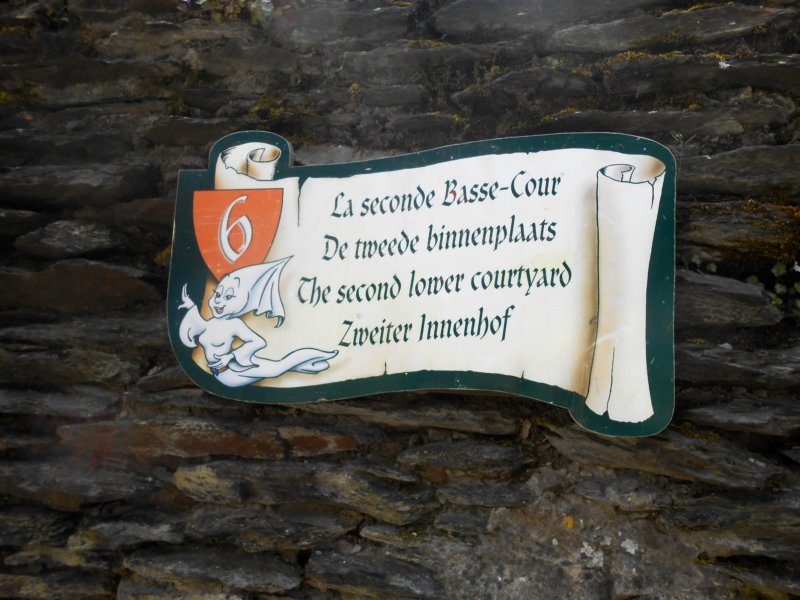 6
La seconde Basse-Cour
De tweede binnenplaats
The second lower courtyard
Zweiter Innenhof